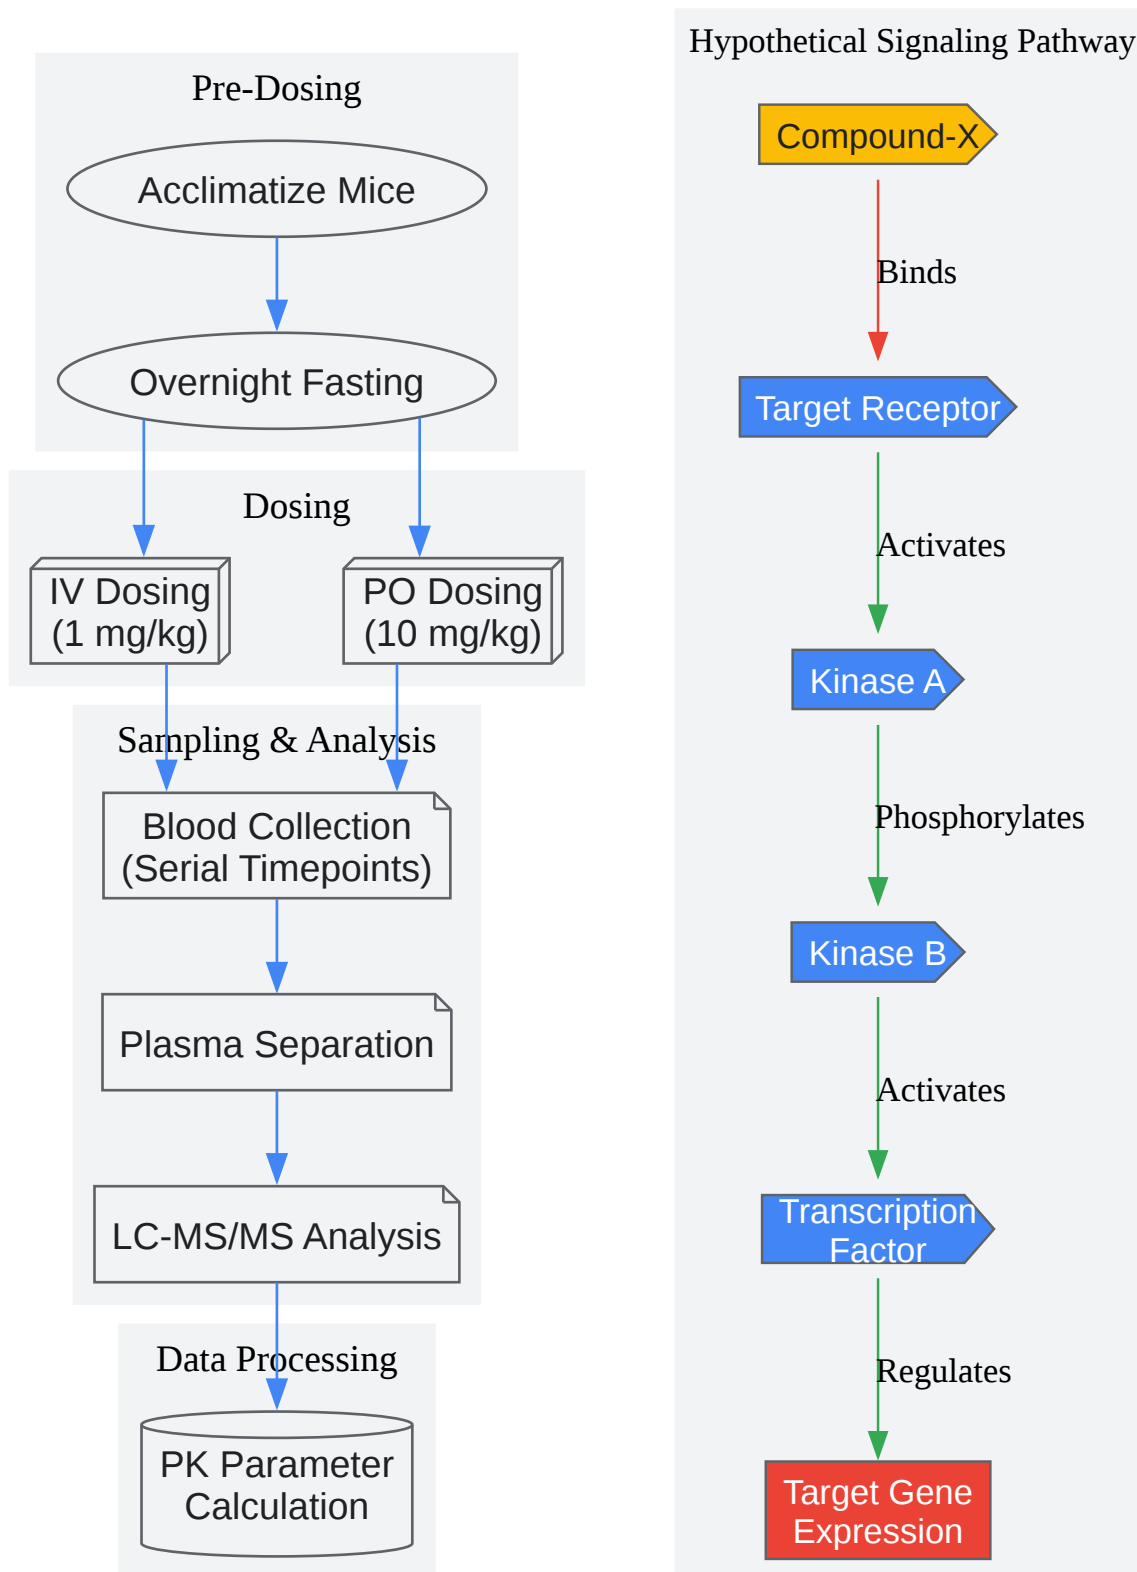 Pre-Dosing
Acclimatize Mice
Overnight Fasting
Dosing
IV Dosing
(1 mg/kg)
PO Dosing
(10 mg/kg)
Sampling & Analysis
Blood Collection
(Serial Timepoints)
Plasma Separation
LC-MS/MS Analysis
Data Processing
PK Parameter
Calculation
Hypothetical Signaling Pathway
Compound-X
Binds
Target Receptor
Activates
Kinase A
Phosphorylates
Kinase B
Activates
Transcription
Factor
Regulates
Target Gene
Expression